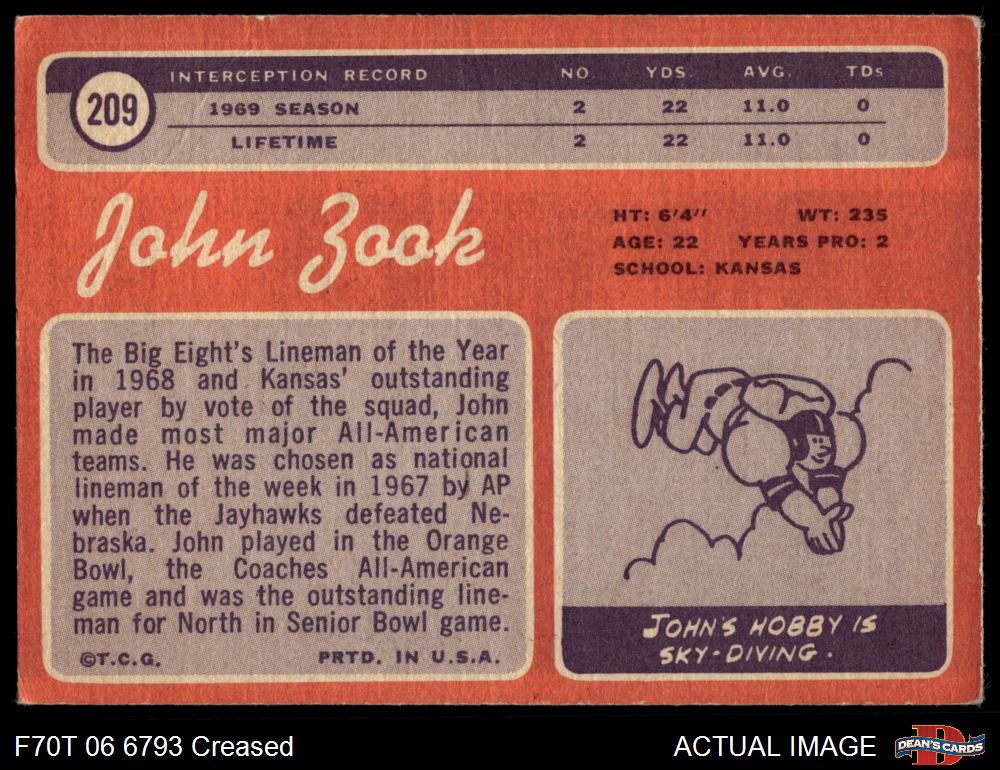 INTERCEPTION RECORD NO. YDS. AVG. TDs
209
1969 SEASON 2 22 11.0 0
LIFETIME 2 22 11.0 0
John Zook
HT: 6'4" WT: 235
AGE: 22 YEARS PRO: 2
SCHOOL: KANSAS
The Big Eight's Lineman of the Year
in 1968 and Kansas' outstanding
player by vote of the squad, John
made most major All-American
teams. He was chosen as national
lineman of the week in 1967 by AP
when the Jayhawks defeated Ne-
braska. John played in the Orange
Bowl, the Coaches All-American
game and was the outstanding line-
man for North in Senior Bowl game.
©T.C.G. PRTD. IN U.S.A.
JOHN'S HOBBY IS
SKY-DIVING.
F70T 06 6793 Creased
ACTUAL IMAGE
D
DEAN'S CARDS